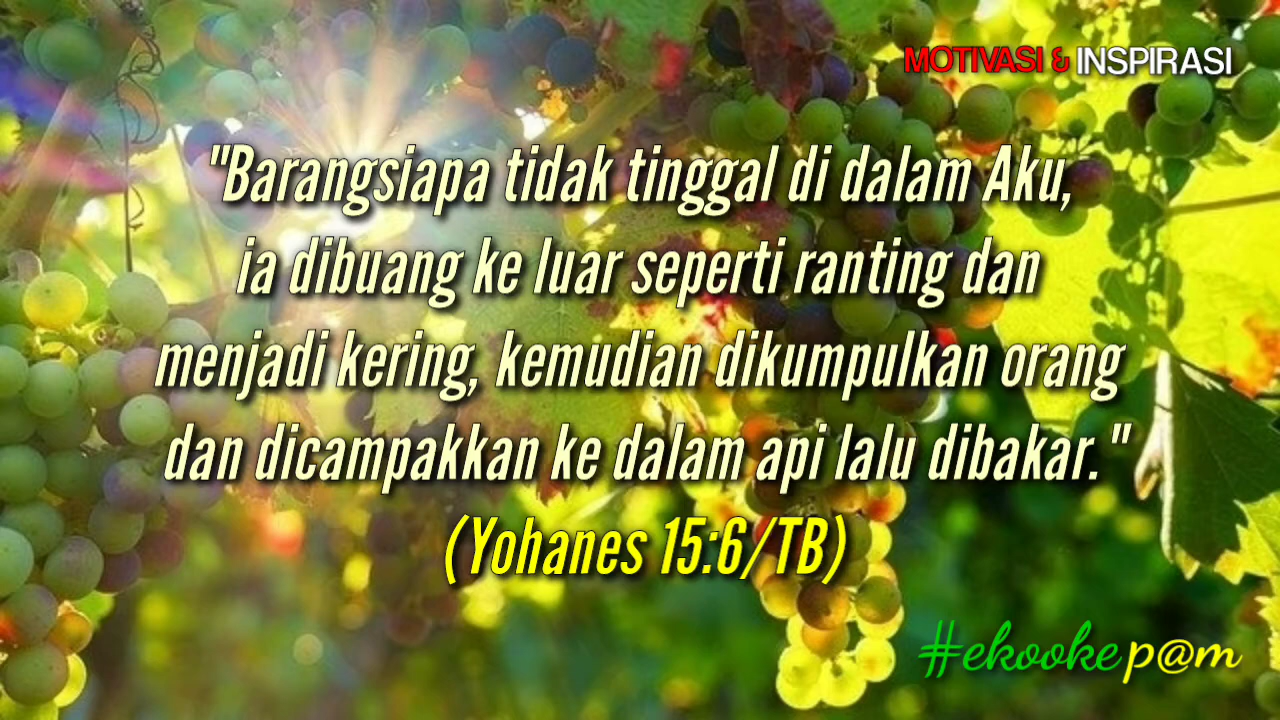 MOTIVASI & INSPIRASI
"Barangsiapa tidak tinggal di dalam Aku,
ia dibuang ke luar seperti ranting dan
menjadi kering, kemudian dikumpulkan orang
dan dicampakkan ke dalam api lalu dibakar."
(Yohanes 15:6/TB)
#ekookep@m